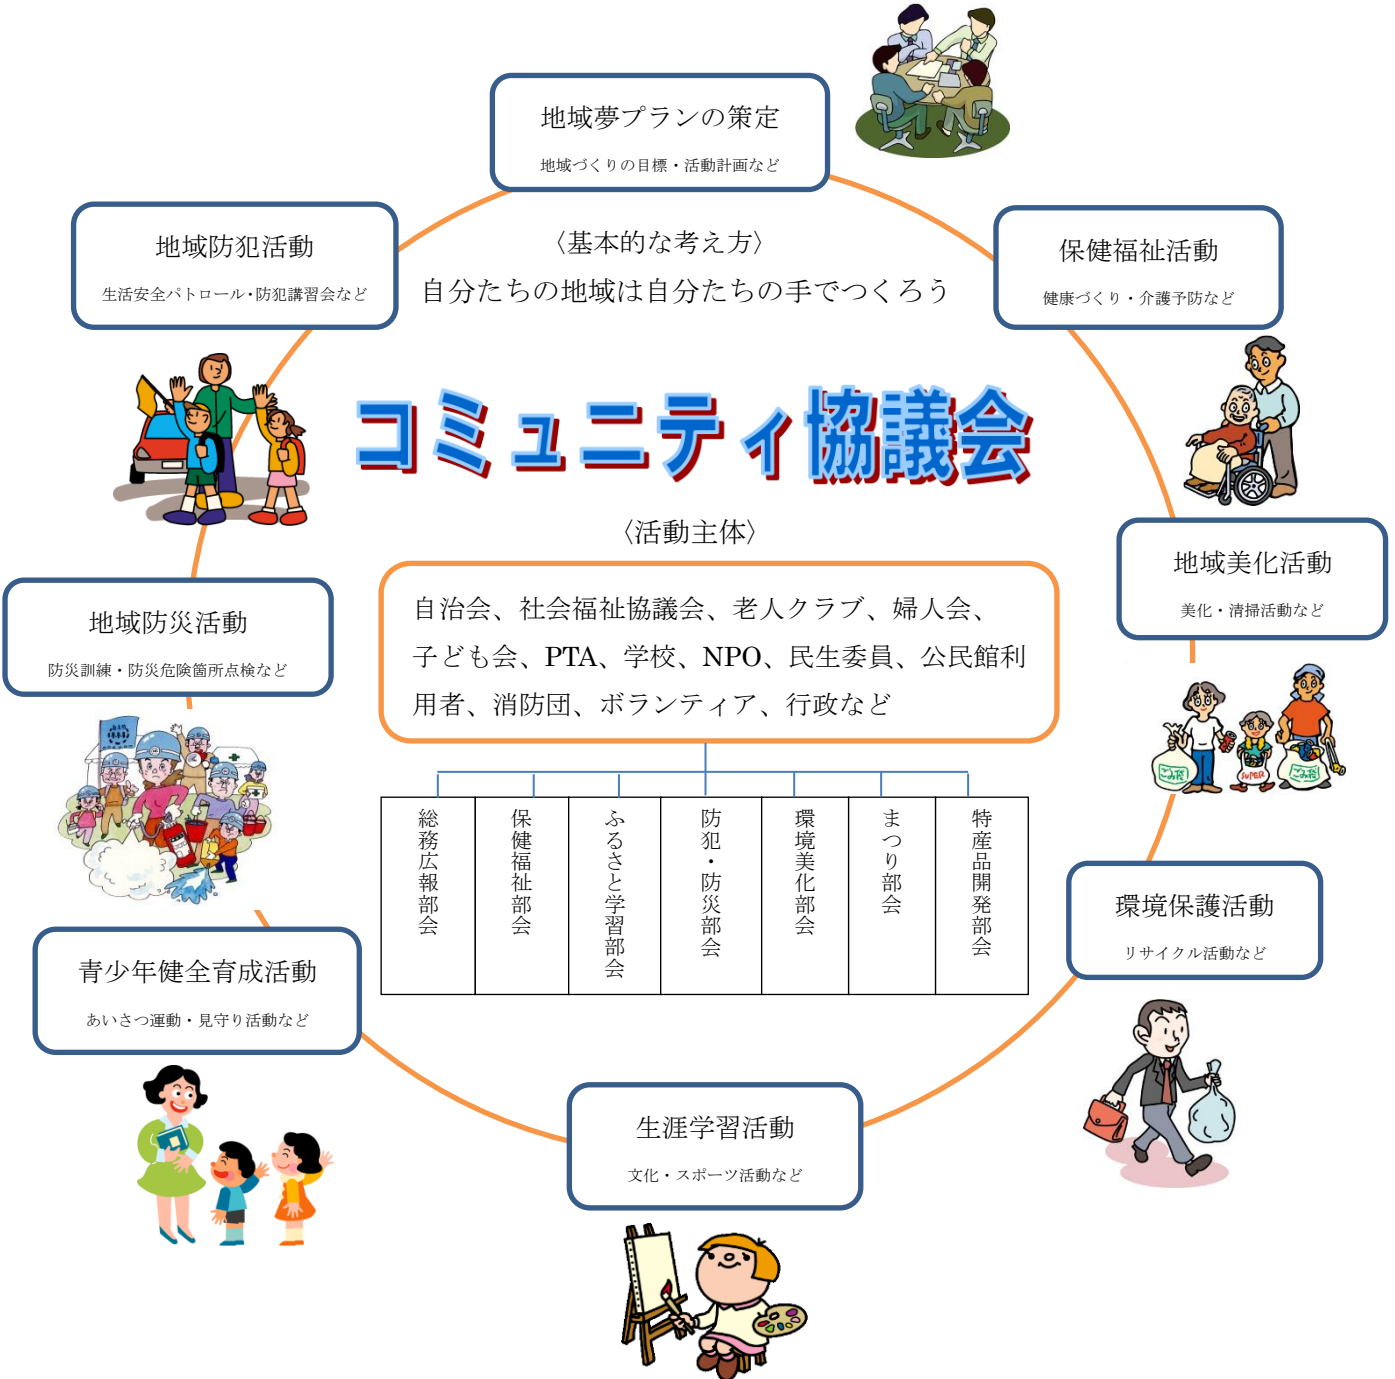 地域夢プランの策定
地域づくりの目標・活動計画など
地域防犯活動
生活安全パトロール・防犯講習会など
〈基本的な考え方〉
自分たちの地域は自分たちの手でつくろう
保健福祉活動
健康づくり・介護予防など
コミュニティ協議会
〈活動主体〉
地域美化活動
美化・清掃活動など
地域防災活動
防災訓練・防災危険箇所点検など
自治会、社会福祉協議会、老人クラブ、婦人会、
子ども会、PTA、学校、NPO、民生委員、公民館利
用者、消防団、ボランティア、行政など
ごみ袋
SUPER
ごみ袋
総務広報部会
保健福祉部会
ふるさと学習部会
防犯・防災部会
環境美化部会
まつり部会
特産品開発部会
環境保護活動
リサイクル活動など
青少年健全育成活動
あいさつ運動・見守り活動など
生涯学習活動
文化・スポーツ活動など